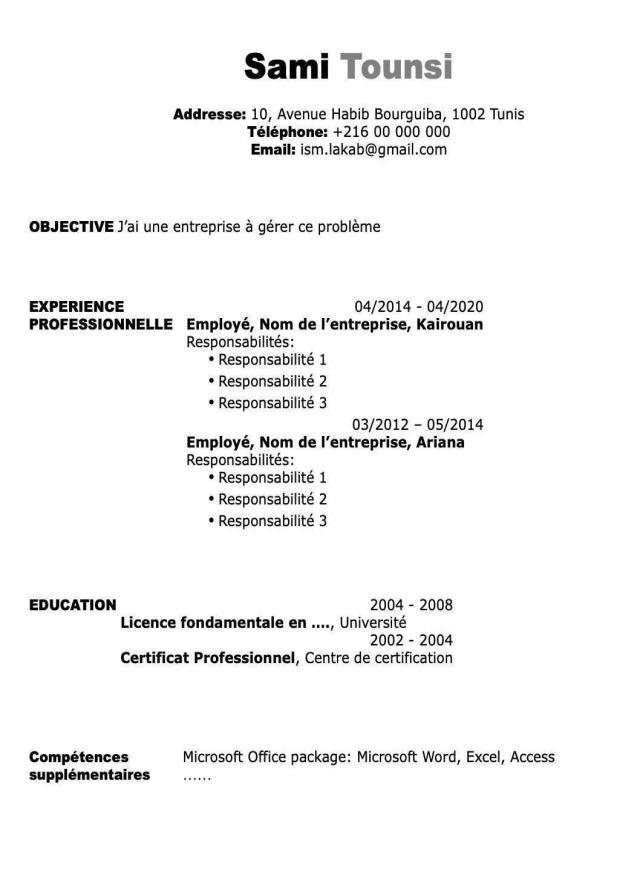 Sami Tounsi
Addresse: 10, Avenue Habib Bourguiba, 1002 Tunis
Téléphone: +216 00 000 000
Email: ism.lakab@gmail.com
OBJECTIVE J’ai une entreprise à gérer ce problème
EXPERIENCE 04/2014 - 04/2020
PROFESSIONNELLE Employé, Nom de l’entreprise, Kairouan
Responsabilités:
• Responsabilité 1
• Responsabilité 2
• Responsabilité 3
03/2012 – 05/2014
Employé, Nom de l’entreprise, Ariana
Responsabilités:
• Responsabilité 1
• Responsabilité 2
• Responsabilité 3
EDUCATION 2004 - 2008
Licence fondamentale en ...., Université
2002 - 2004
Certificat Professionnel, Centre de certification
Compétences Microsoft Office package: Microsoft Word, Excel, Access
supplémentaires ......